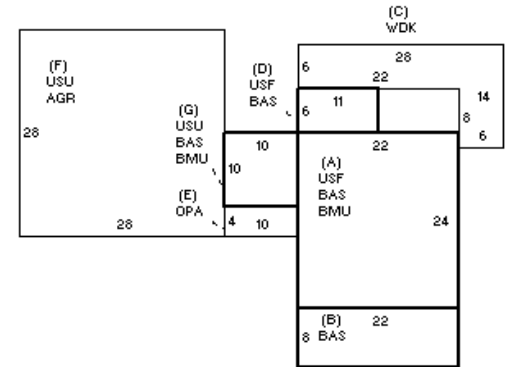 (C)
WDK
28
6
22
14
8
6
(D)
USF
BAS
6
11
(F)
USU
AGR
28
28
(G)
USU
BAS
BMU
10
10
(E)
OPA
4
10
22
(A)
USF
BAS
BMU
24
(B)
BAS
22
8